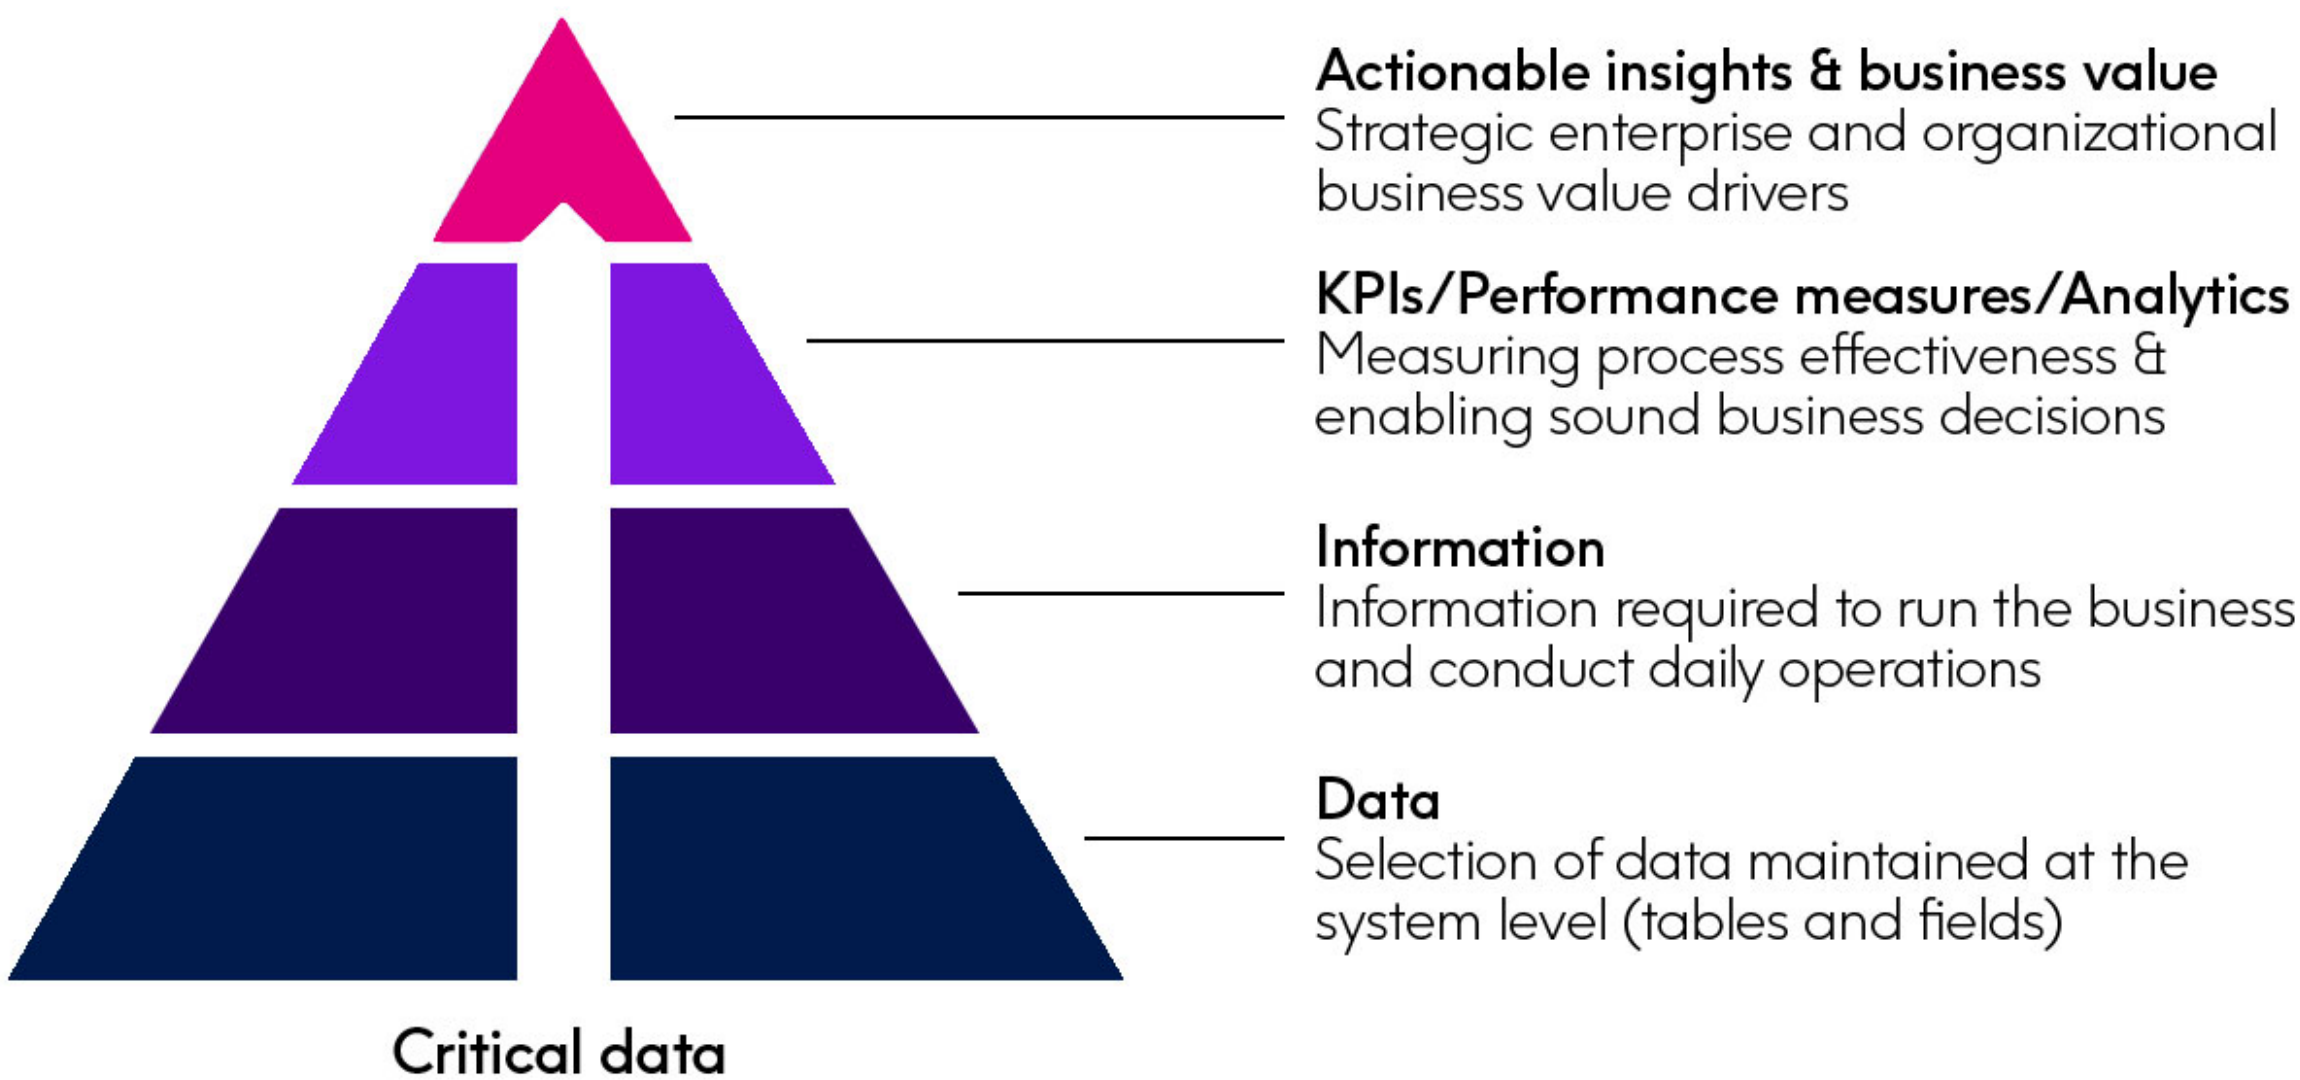 Actionable insights & business value
Strategic enterprise and organizational
business value drivers
KPIs/Performance measures/Analytics
Measuring process effectiveness &
enabling sound business decisions
Information
Information required to run the business
and conduct daily operations
Data
Selection of data maintained at the
system level (tables and fields)
Critical data